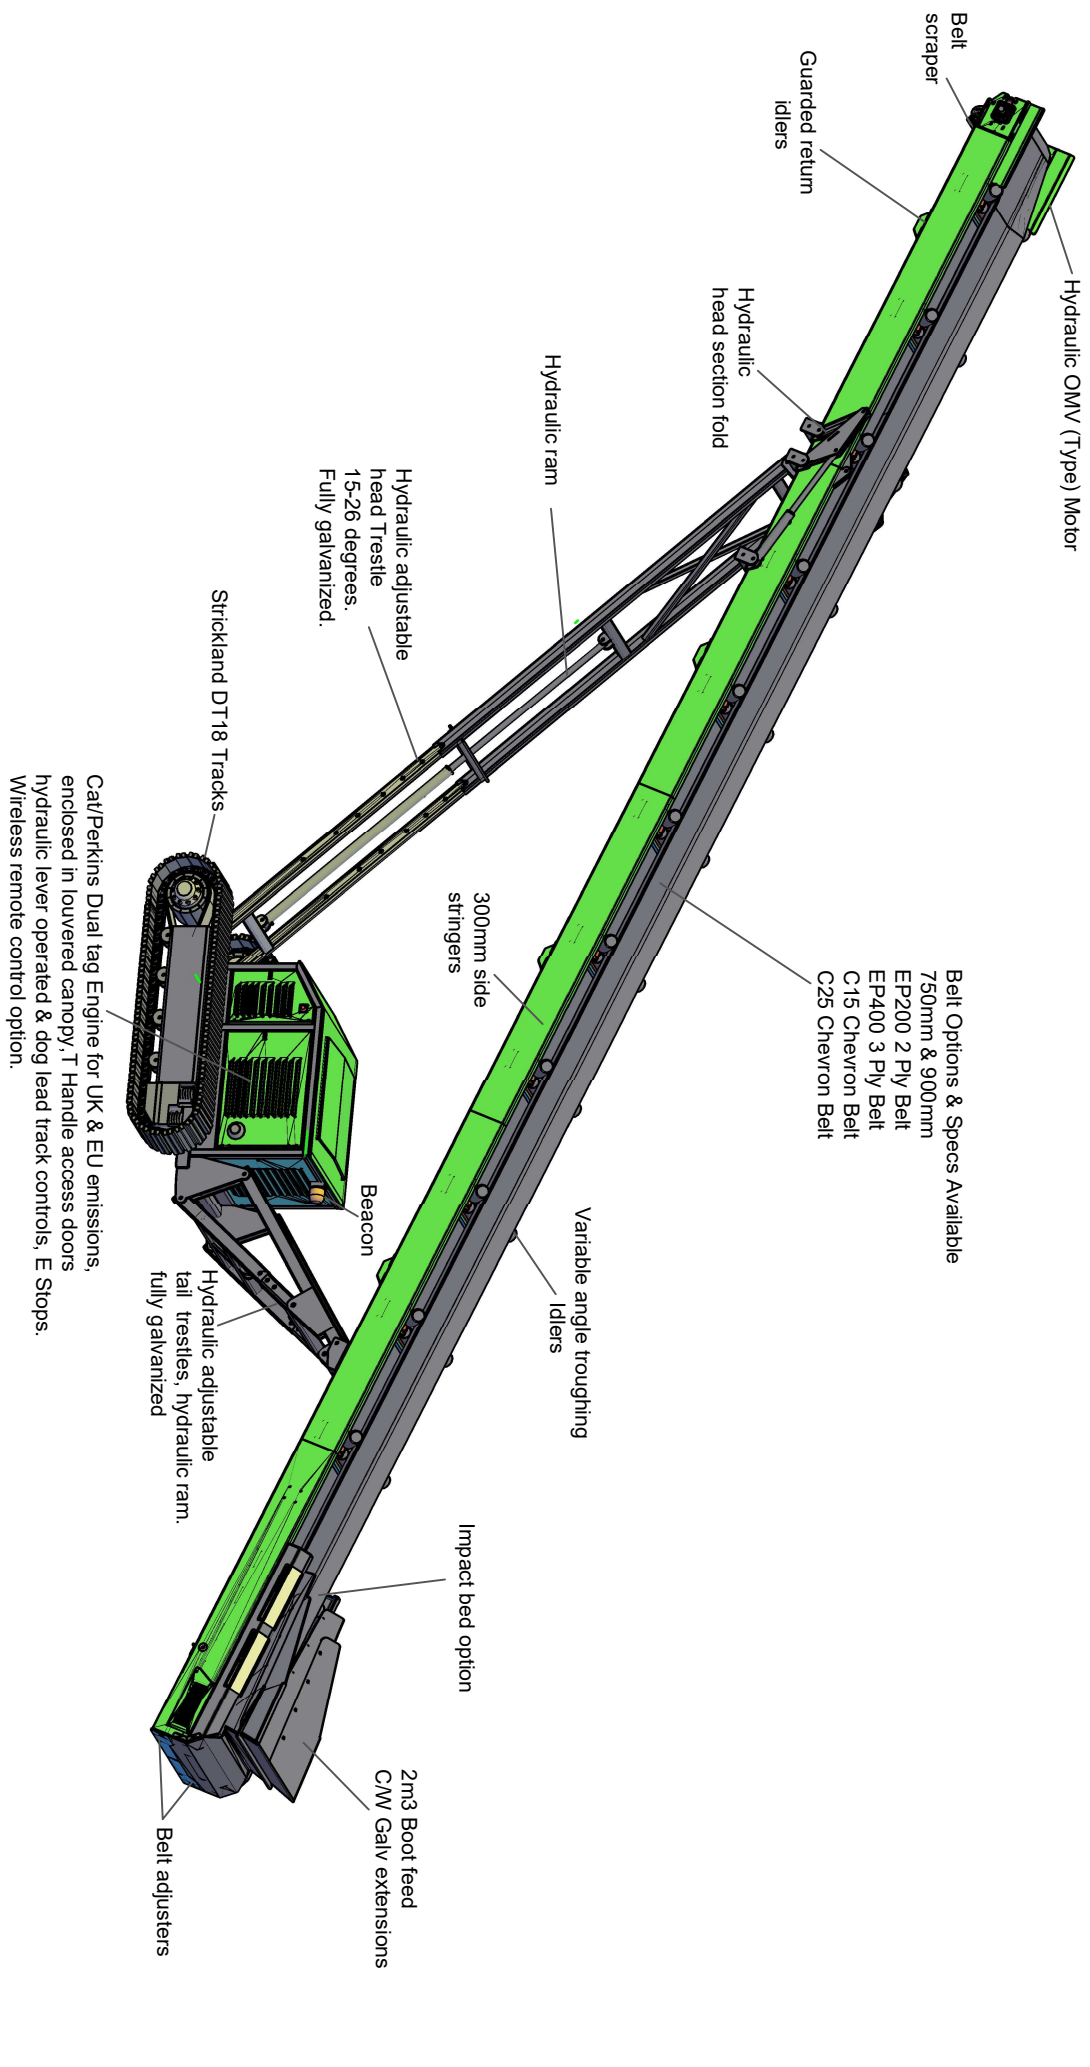 Belt
scraper
Guarded return
idlers
Hydraulic OMV (Type) Motor
Hydraulic
head section fold
Hydraulic ram
Hydraulic adjustable
head Trestle
15-26 degrees.
Fully galvanized.
Strickland DT18 Tracks
Cat/Perkins Dual tag Engine for UK & EU emissions,
enclosed in louvered canopy.T Handle access doors
hydraulic lever operated & dog lead track controls, E Stops.
Wireless remote control option.
300mm side
stringers
Belt Options & Specs Available
750mm & 900mm
EP200 2 Ply Belt
EP400 3 Ply Belt
C15 Chevron Belt
C25 Chevron Belt
Beacon
Variable angle troughing
Idlers
Hydraulic adjustable
tail trestles, hydraulic ram.
fully galvanized
Impact bed option
2m3 Boot feed
C/W Galv extensions
Belt adjusters